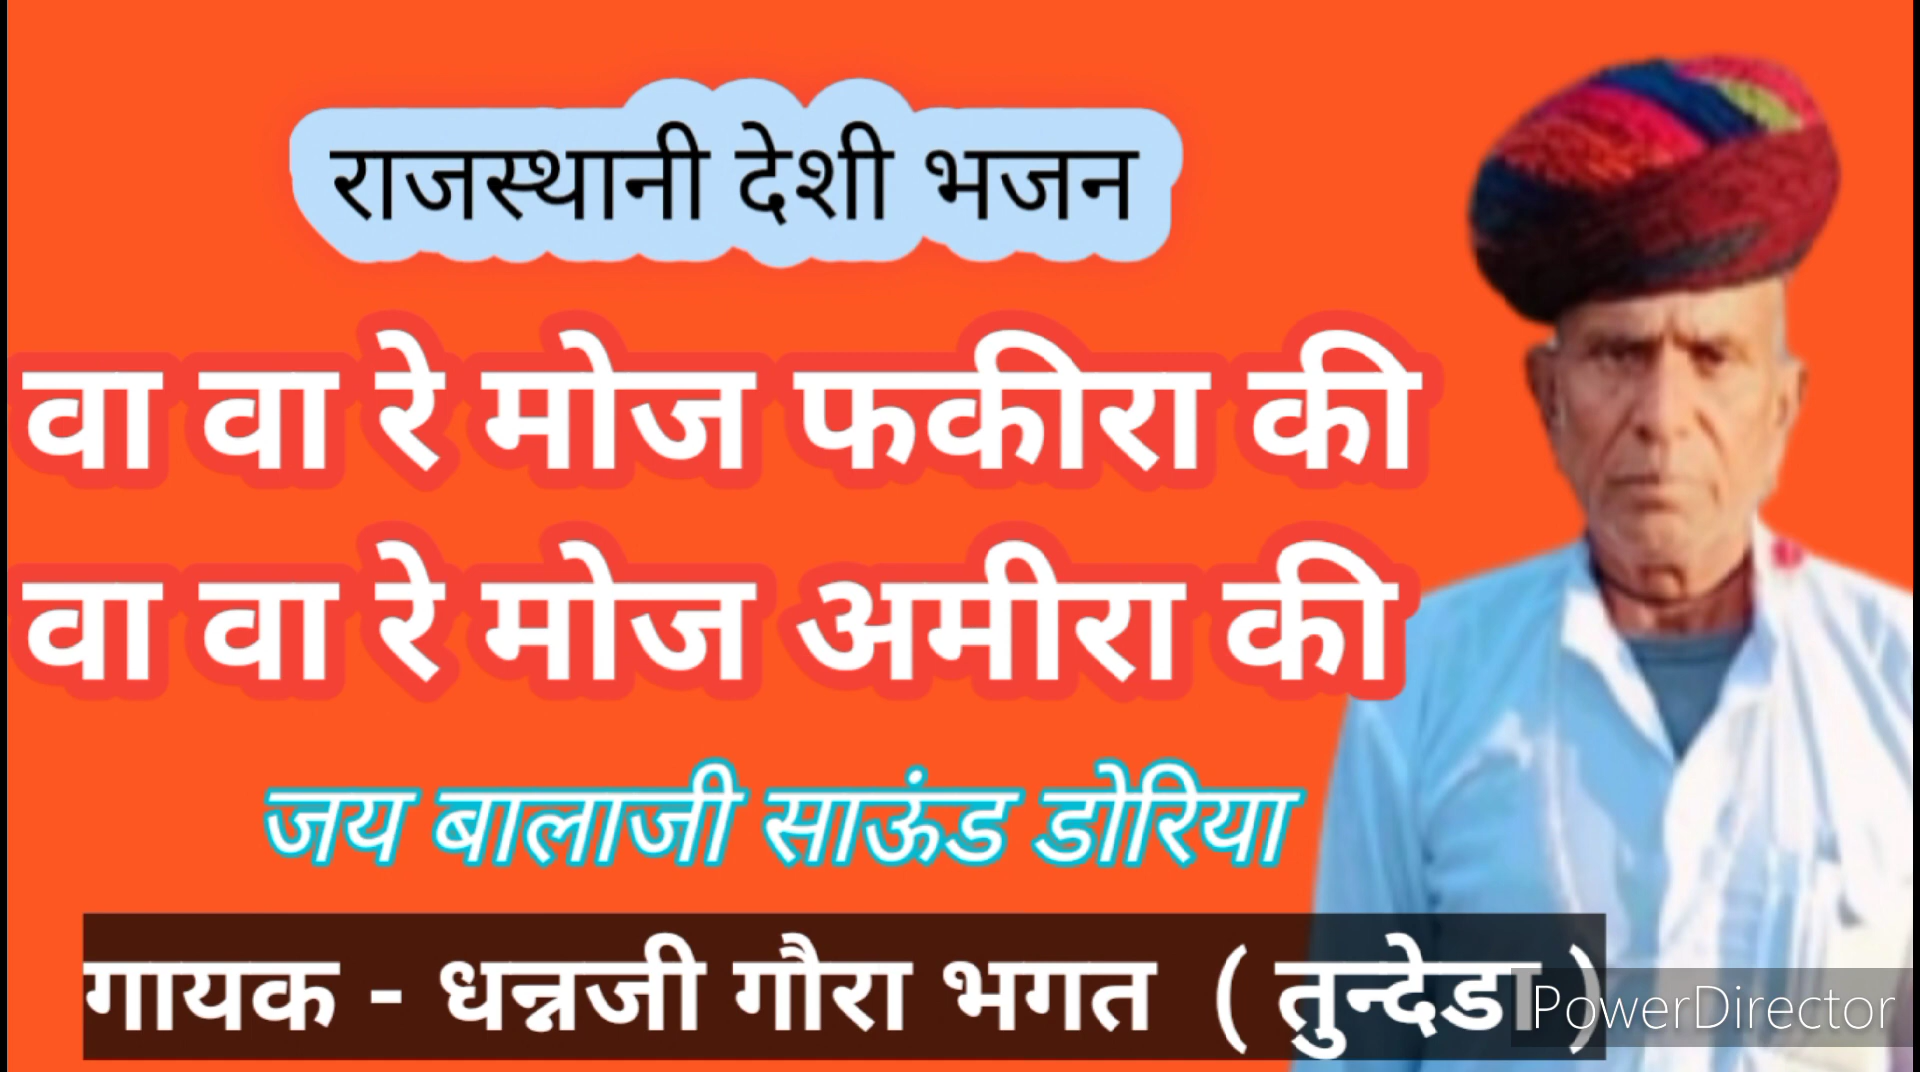 राजस्थानी देशी भजन
वा वा रे मोज फकीरा की
वा वा रे मोज अमीरा की
जय बालाजी साऊंड डोरिया
गायक - धन्नजी गौरा भगत ( तुन्देडा )
PowerDirector